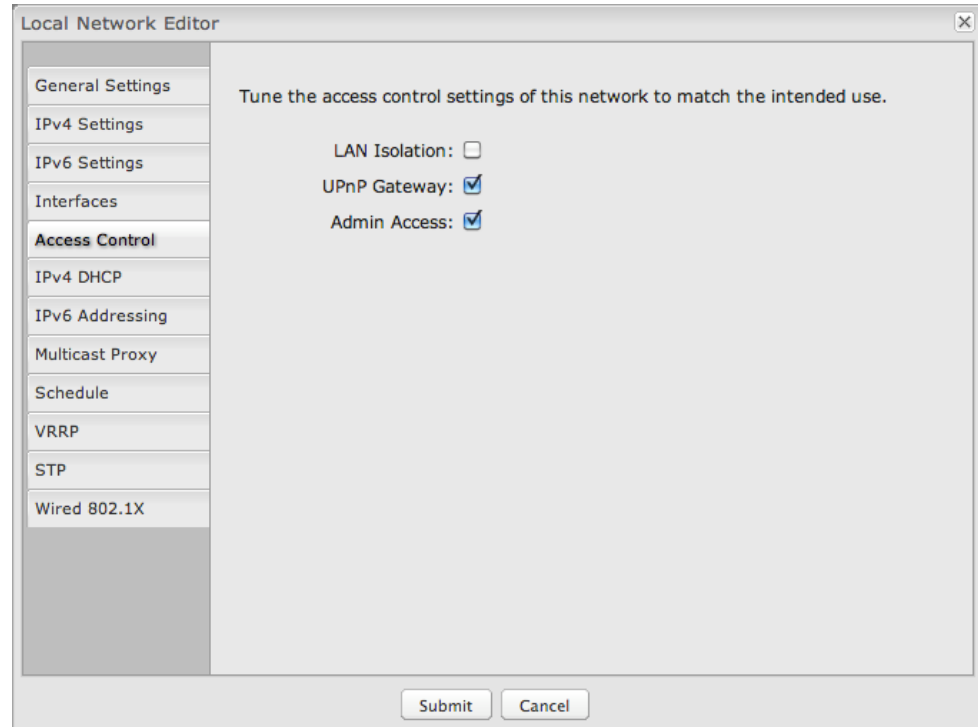 Local Network Editor
General Settings
IPv4 Settings
IPv6 Settings
Interfaces
Access Control
IPv4 DHCP
IPv6 Addressing
Multicast Proxy
Schedule
VRRP
STP
Wired 802.1X
Tune the access control settings of this network to match the intended use.
LAN Isolation:
UPnP Gateway:
Admin Access:
Submit
Cancel